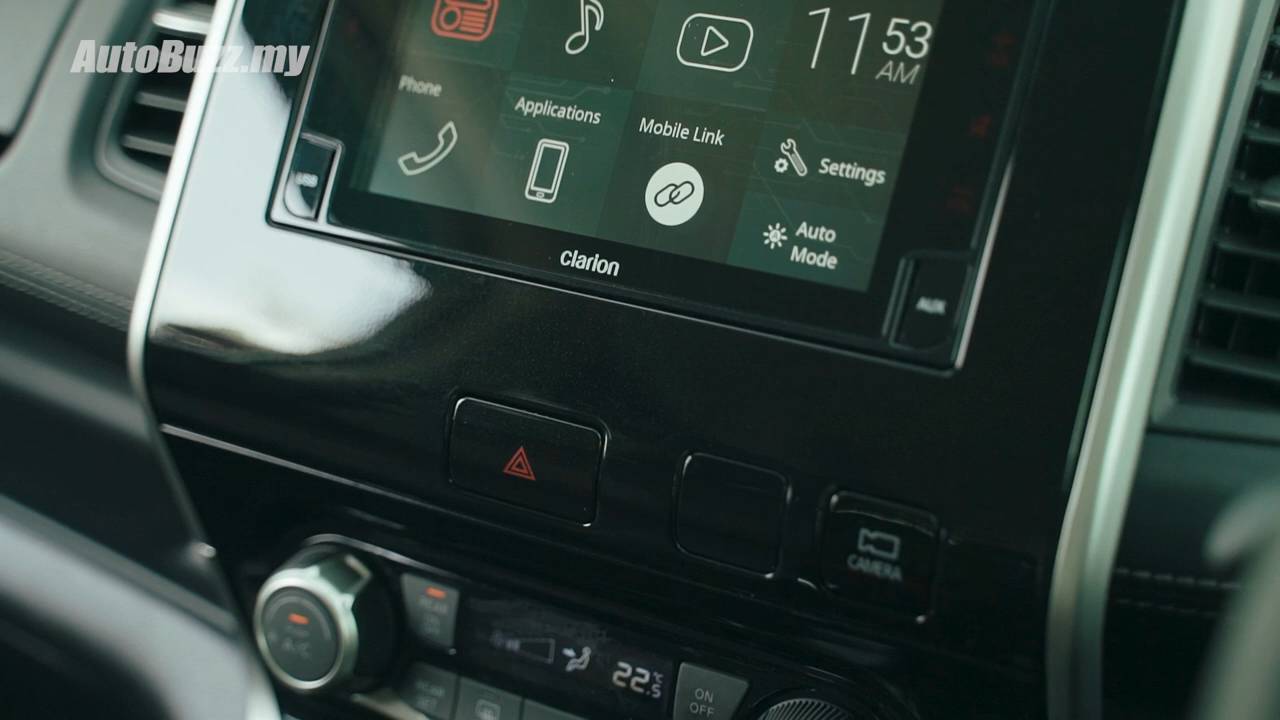 AutoBuzz.my
11 53
AM
Phone
Applications
Mobile Link
Settings
Auto
Mode
USB
clarion
AUX
CAMERA
A/C
22.5°C
ON
OFF